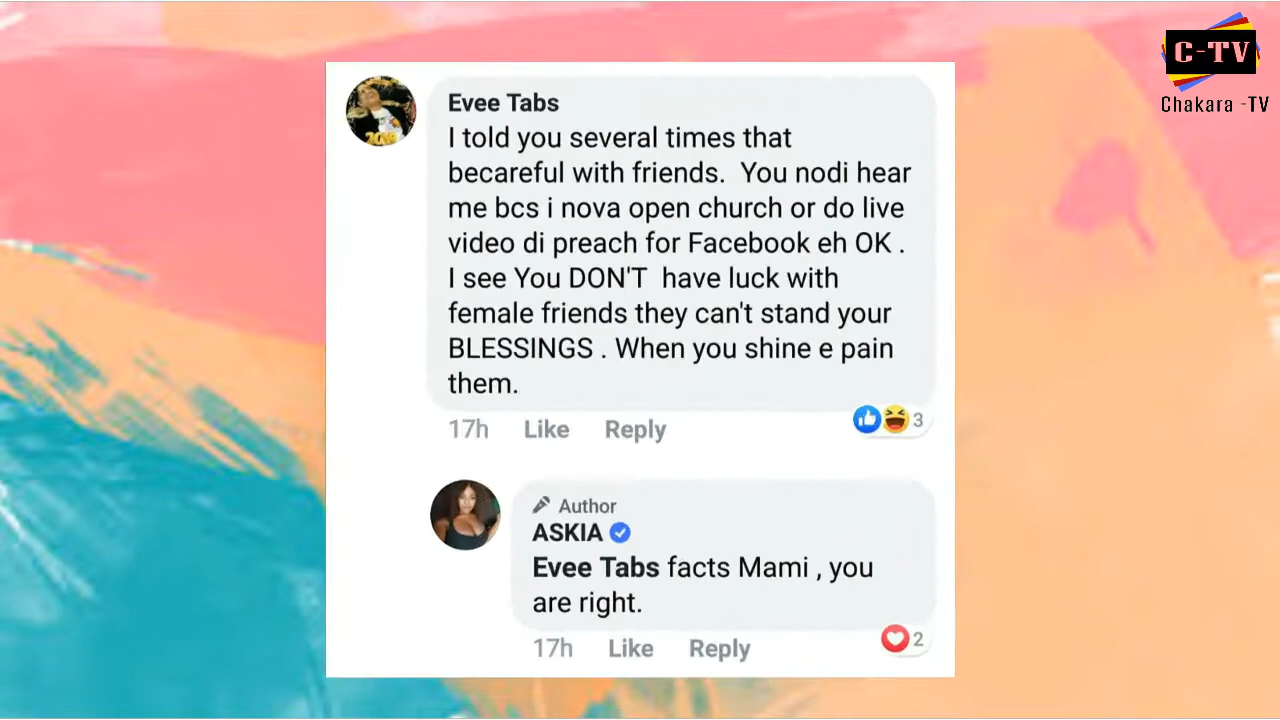 C-TV
Chakara -TV
Evee Tabs
I told you several times that
becareful with friends. You nodi hear
me bcs i nova open church or do live
video di preach for Facebook eh OK .
I see You DON'T have luck with
female friends they can't stand your
BLESSINGS . When you shine e pain
them.
17h Like Reply 3
Author
ASKIA
Evee Tabs facts Mami , you
are right.
17h Like Reply 2